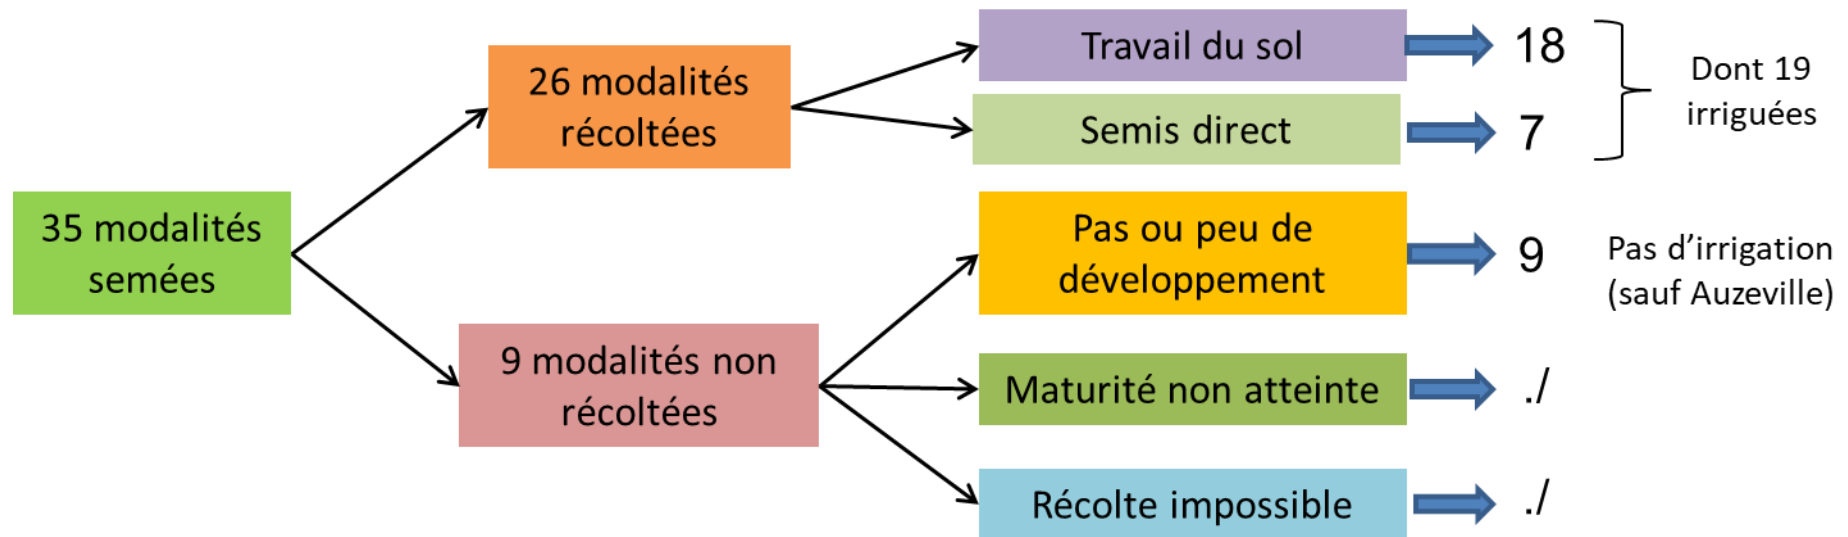 35 modalités
semées
26 modalités
récoltées
9 modalités non
récoltées
Travail du sol
18
Semis direct
7
Dont 19
irriguées
Pas ou peu de
développement
9
Pas d’irrigation
(sauf Auzeville)
Maturité non atteinte
./
Récolte impossible
./